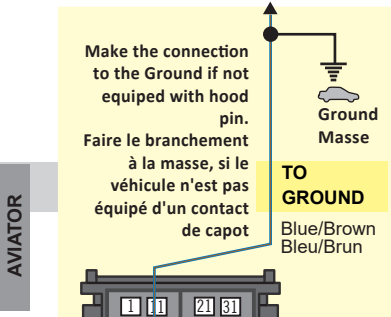 Make the connection
to the Ground if not
equiped with hood
pin.
Faire le branchement
à la masse, si le
véhicule n'est pas
équipé d'un contact
de capot
Ground
Masse
TO
GROUND
Blue/Brown
Bleu/Brun
AVIATOR
1 11 21 31